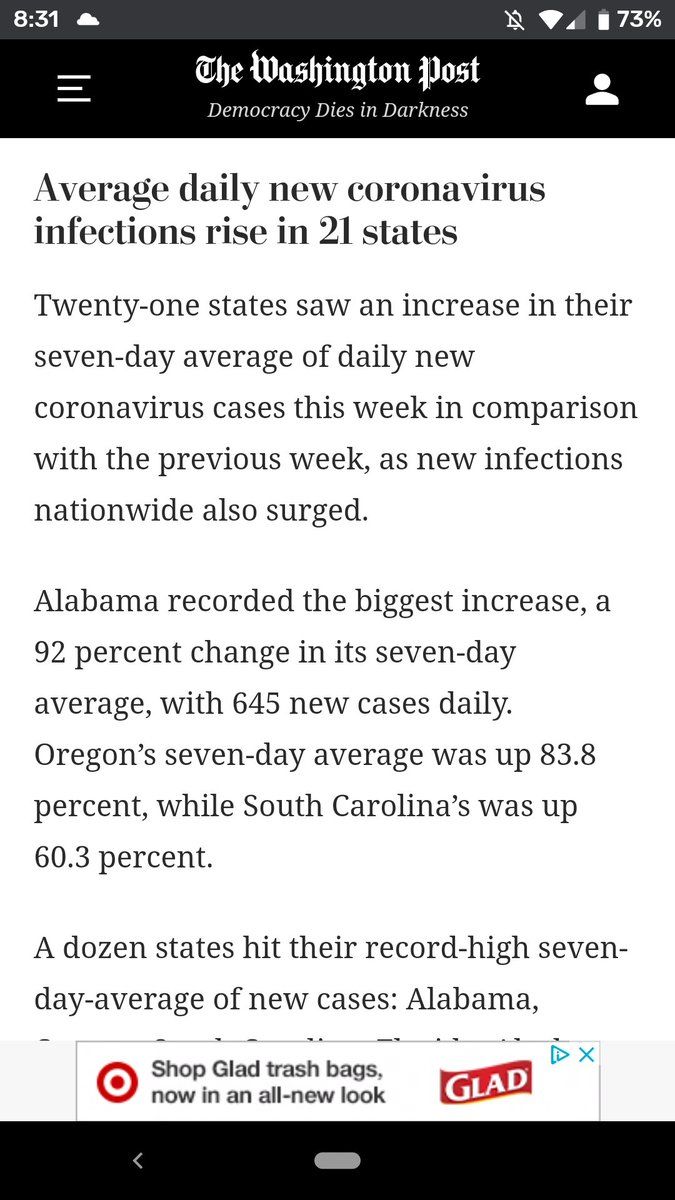 8:31
73%
The Washington Post
Democracy Dies in Darkness
Average daily new coronavirus
infections rise in 21 states
Twenty-one states saw an increase in their
seven-day average of daily new
coronavirus cases this week in comparison
with the previous week, as new infections
nationwide also surged.
Alabama recorded the biggest increase, a
92 percent change in its seven-day
average, with 645 new cases daily.
Oregon’s seven-day average was up 83.8
percent, while South Carolina’s was up
60.3 percent.
A dozen states hit their record-high seven-
day-average of new cases: Alabama,
Shop Glad trash bags,
now in an all-new look
GLAD